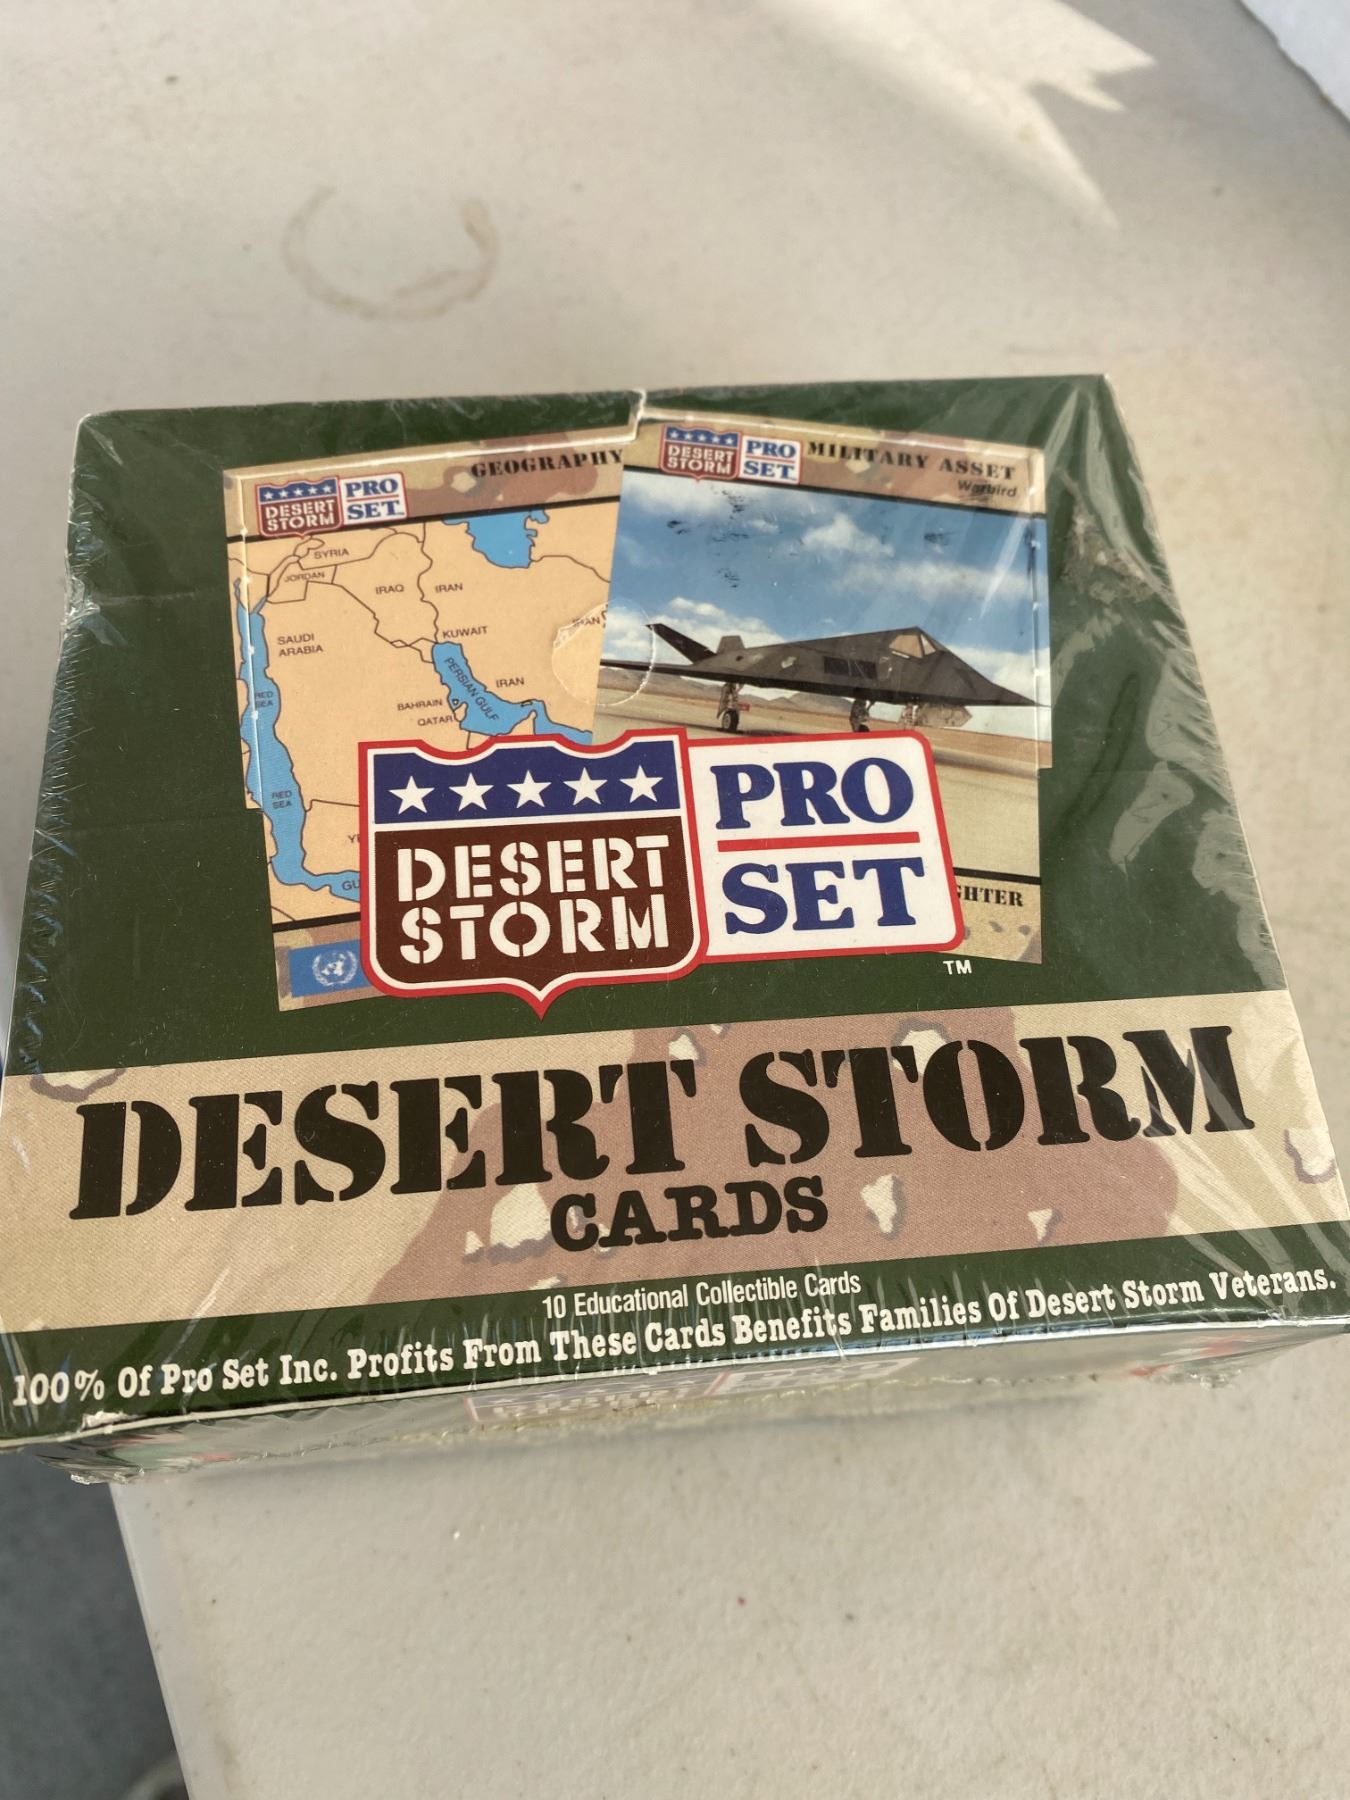 GEOGRAPHY
DESERT
STORM
PRO
SET
SYRIA
JORDAN
IRAQ
IRAN
SAUDI
ARABIA
KUWAIT
IRAN
PERSIAN GULF
IRAN
BAHRAIN
QATAR
RED
SEA
RED
SEA
DESERT
STORM
PRO
SET
MILITARY ASSET
Warbird
DESERT
STORM
PRO
SET
TM
DESERT STORM
CARDS
10 Educational Collectible Cards
100% Of Pro Set Inc. Profits From These Cards Benefits Families Of Desert Storm Veterans.